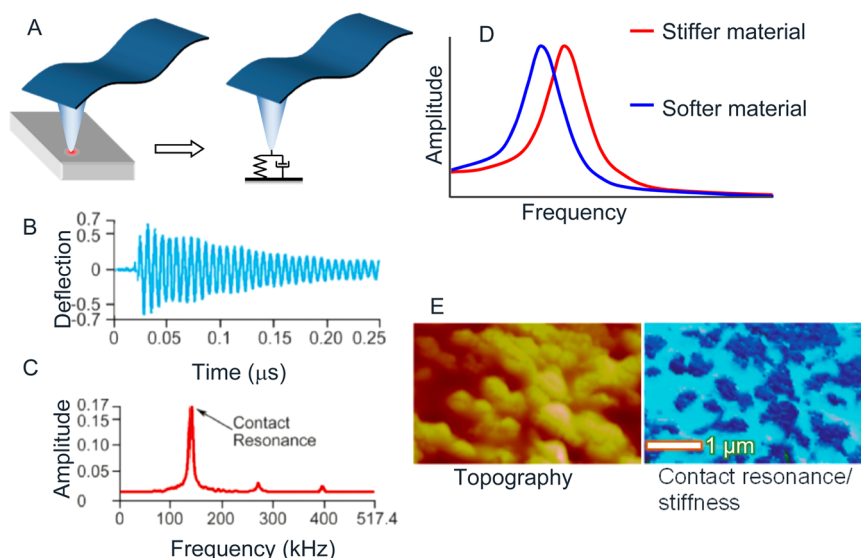 A
B
0.7
0.5
0
-0.5
-0.7
Deflection
0
0.05
0.10
0.15
0.20
0.25
Time (μs)
C
0.17
0.15
0.10
0.05
0
Amplitude
Contact
Resonance
0
100
200
300
400
517.4
Frequency (kHz)
D
Stiffer material
Softer material
Amplitude
Frequency
E
1 μm
Topography
Contact resonance/
stiffness